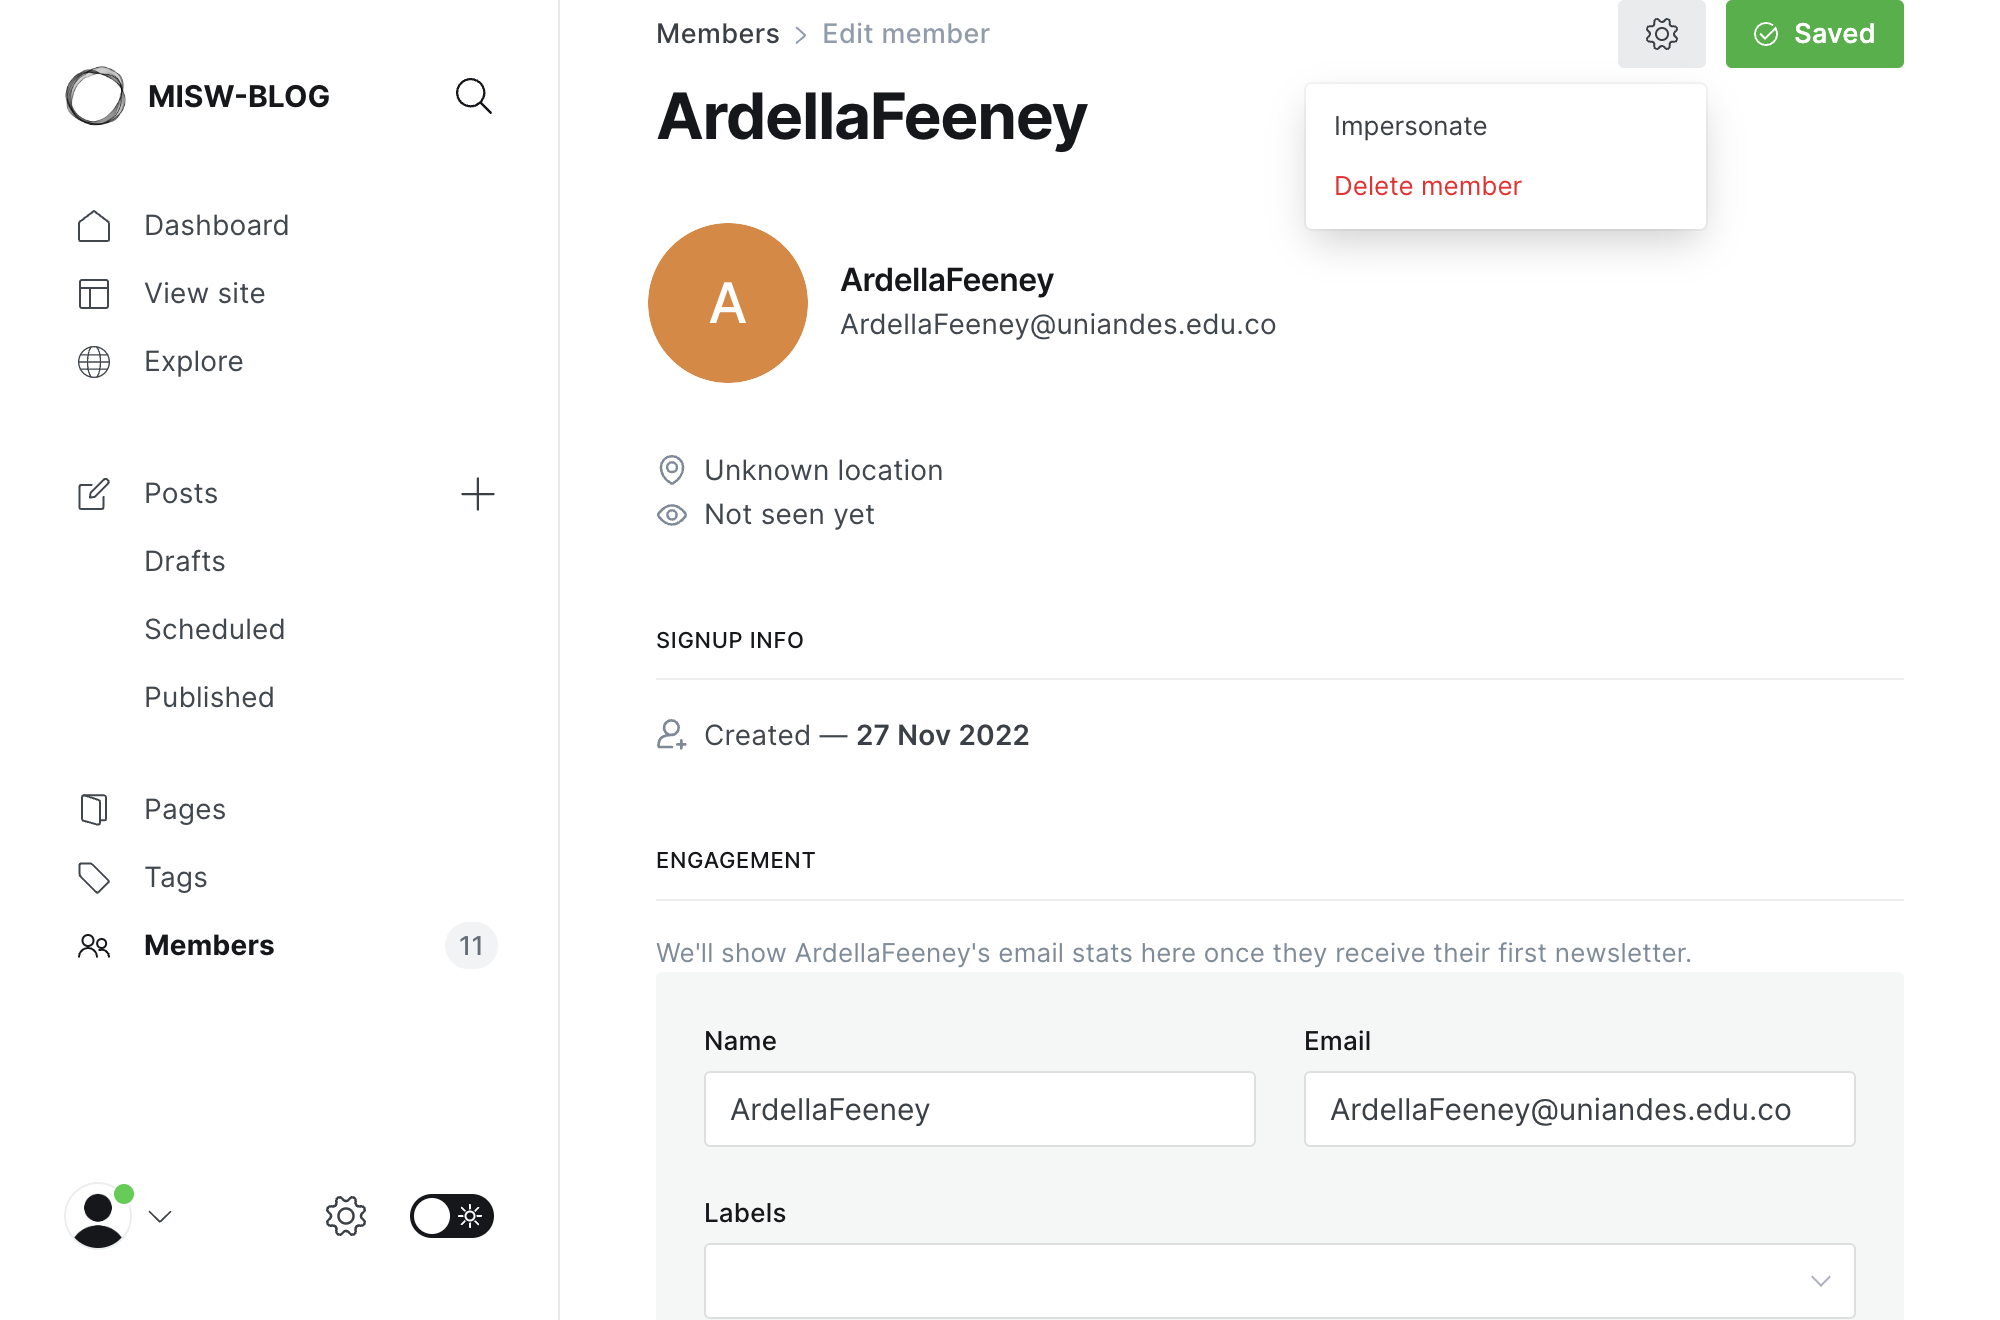 MISW-BLOG
Dashboard
View site
Explore
Posts
Drafts
Scheduled
Published
Pages
Tags
Members
11
Members > Edit member
Saved
ArdellaFeeney
Impersonate
Delete member
A
ArdellaFeeney
ArdellaFeeney@uniandes.edu.co
Unknown location
Not seen yet
SIGNUP INFO
Created — 27 Nov 2022
ENGAGEMENT
We'll show ArdellaFeeney's email stats here once they receive their first newsletter.
Name
ArdellaFeeney
Email
ArdellaFeeney@uniandes.edu.co
Labels